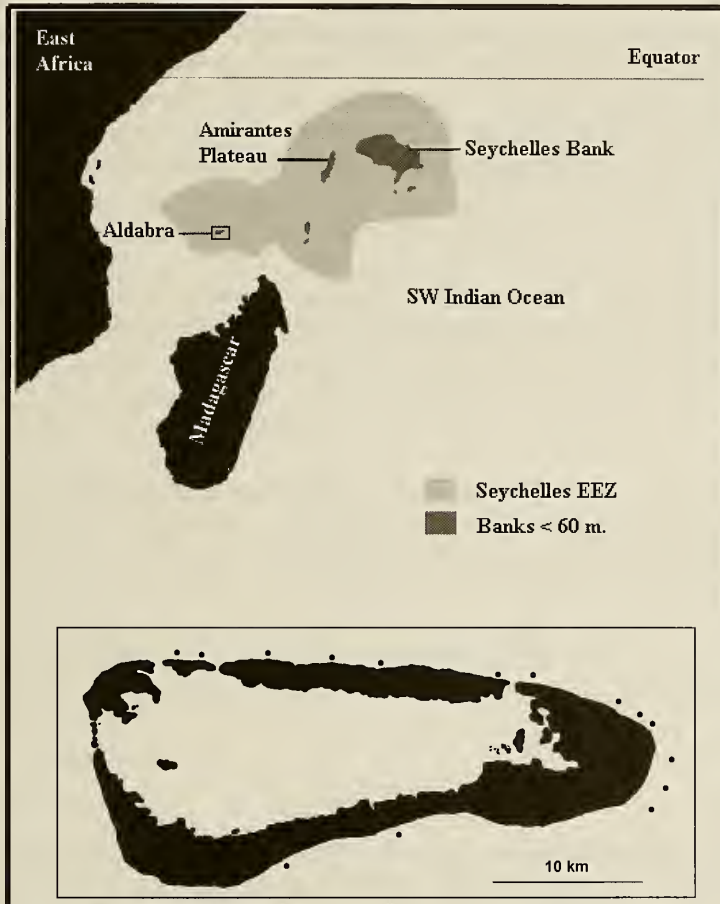 East
Africa
Equator
Amirantes
Plateau
Seychelles Bank
Aldabra
SW Indian Ocean
Madagascar
Seychelles EEZ
Banks < 60 m.
10 km